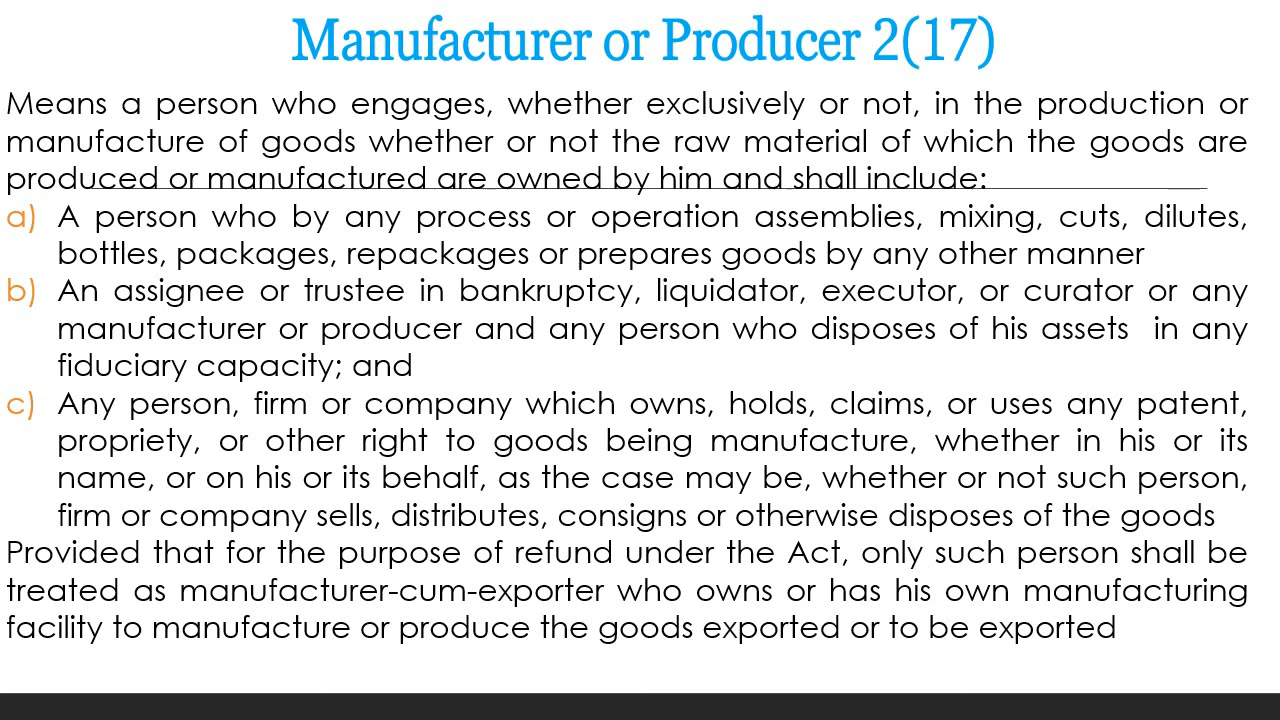 Manufacturer or Producer 2(17)
Means a person who engages, whether exclusively or not, in the production or
manufacture of goods whether or not the raw material of which the goods are
produced or manufactured are owned by him and shall include:
a) A person who by any process or operation assemblies, mixing, cuts, dilutes,
bottles, packages, repackages or prepares goods by any other manner
b) An assignee or trustee in bankruptcy, liquidator, executor, or curator or any
manufacturer or producer and any person who disposes of his assets in any
fiduciary capacity; and
c) Any person, firm or company which owns, holds, claims, or uses any patent,
propriety, or other right to goods being manufacture, whether in his or its
name, or on his or its behalf, as the case may be, whether or not such person,
firm or company sells, distributes, consigns or otherwise disposes of the goods
Provided that for the purpose of refund under the Act, only such person shall be
treated as manufacturer-cum-exporter who owns or has his own manufacturing
facility to manufacture or produce the goods exported or to be exported